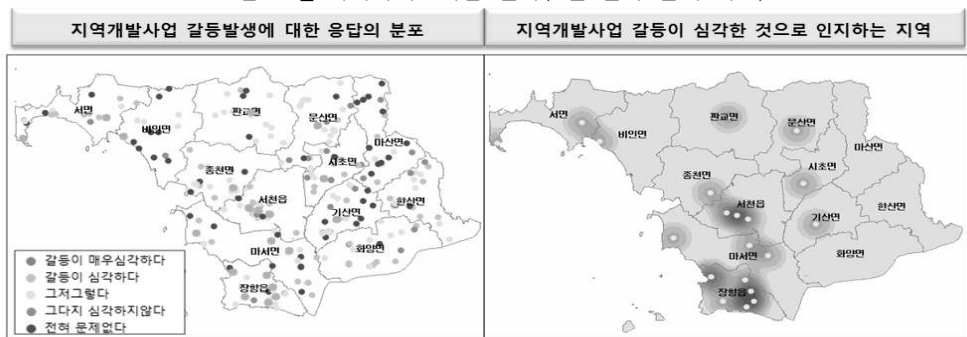 지역개발사업 갈등발생에 대한 응답의 분포
지역개발사업 갈등이 심각한 것으로 인지하는 지역
서면
비인면
판교면
문산면
마산면
시초면
종천면
서천읍
기산면
한산면
마서면
화양면
장항읍
갈등이 매우심각하다
갈등이 심각하다
그저그렇다
그다지 심각하지않다
전혀 문제없다
서면
비인면
판교면
문산면
마산면
시초면
종천면
서천읍
기산면
한산면
마서면
화양면
장항읍